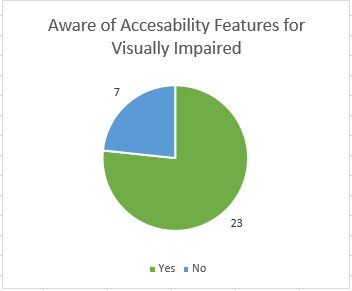 Aware of Accesability Features for
Visually Impaired
7
23
Yes No